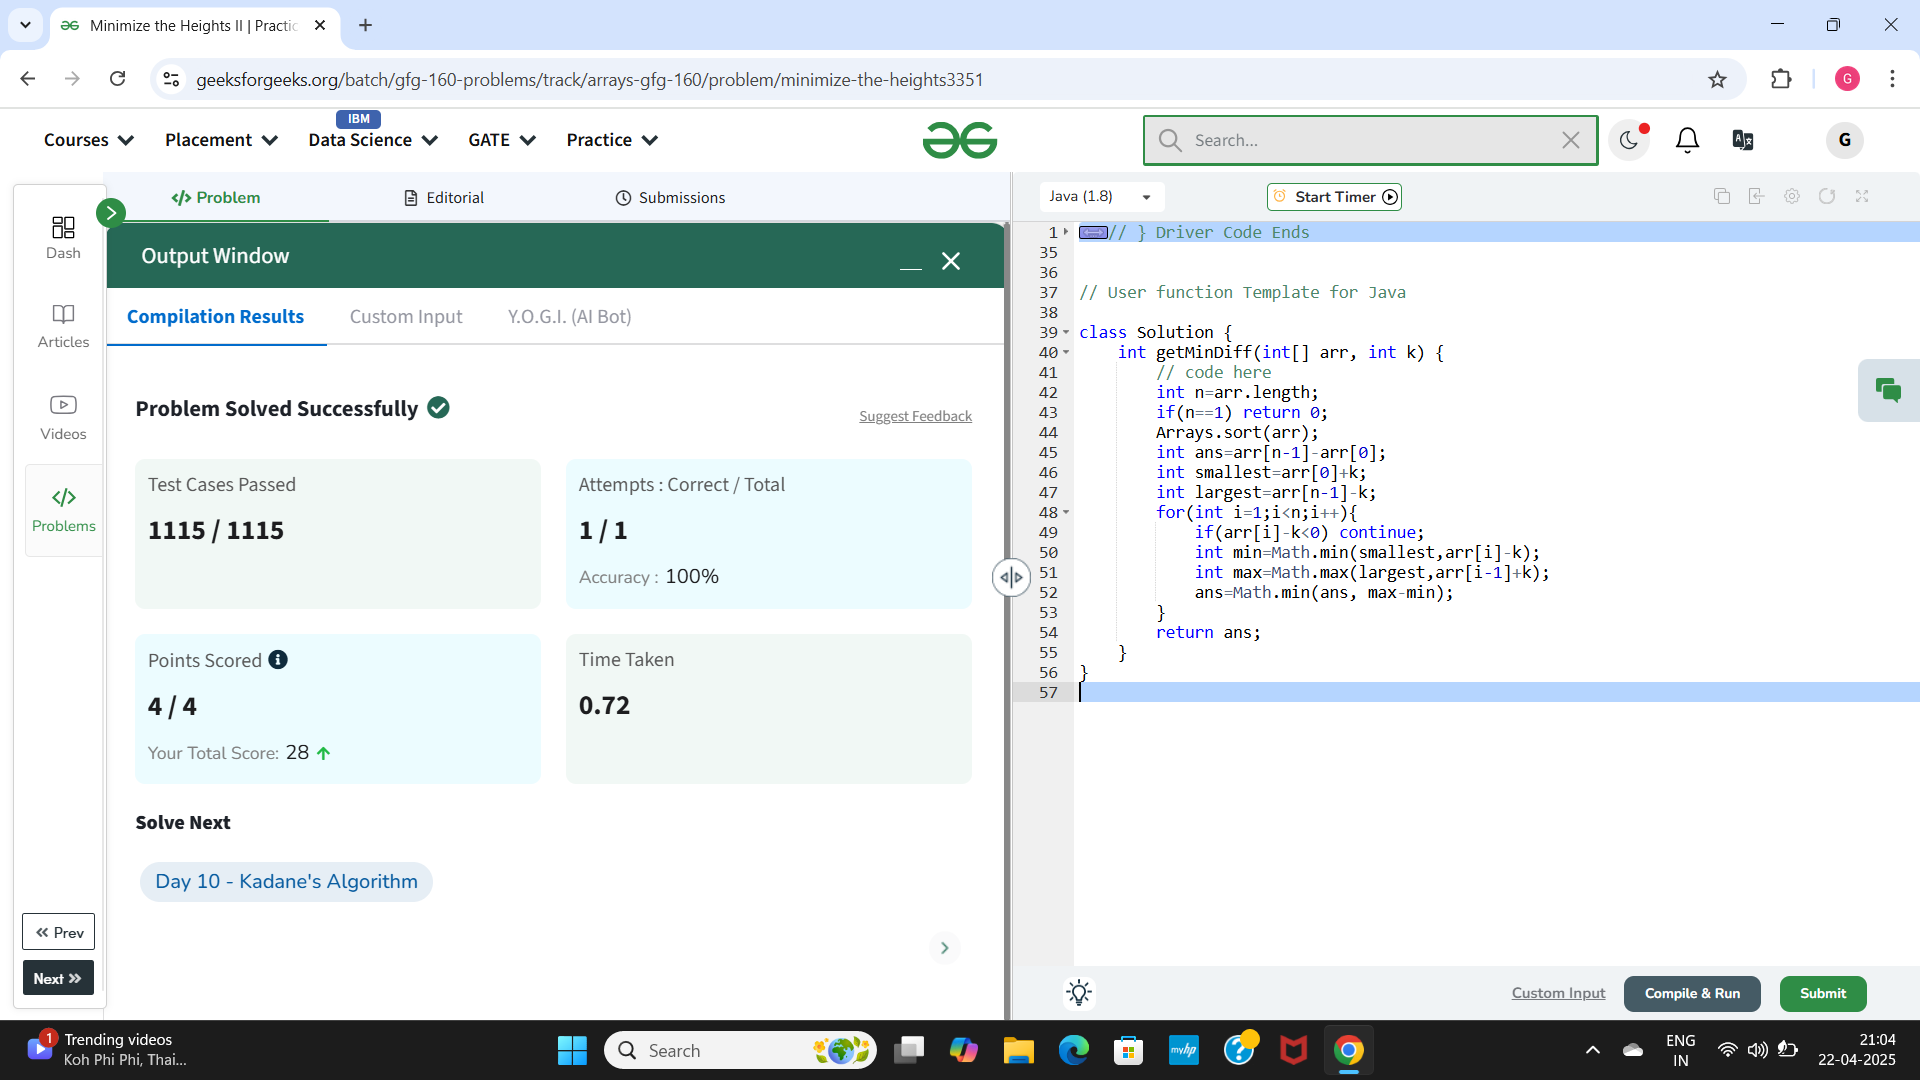 Minimize the Heights II | Practic
geeksforgeeks.org/batch/gfg-160-problems/track/arrays-gfg-160/problem/minimize-the-heights3351
G
IBM
Courses
Placement
Data Science
GATE
Practice
Search...
G
Problem
Editorial
Submissions
Java (1.8)
Start Timer
Dash
Articles
Videos
Problems
Prev
Next
Output Window
Compilation Results
Custom Input
Y.O.G.I. (AI Bot)
Problem Solved Successfully
Suggest Feedback
Test Cases Passed
1115 / 1115
Attempts : Correct / Total
1 / 1
Accuracy : 100%
Points Scored
4 / 4
Your Total Score: 28
Time Taken
0.72
Solve Next
Day 10 - Kadane's Algorithm
1 // } Driver Code Ends
35
36
37 // User function Template for Java
38
39 class Solution {
40 int getMinDiff(int[] arr, int k) {
41 // code here
42 int n=arr.length;
43 if(n==1) return 0;
44 Arrays.sort(arr);
45 int ans=arr[n-1]-arr[0];
46 int smallest=arr[0]+k;
47 int largest=arr[n-1]-k;
48 for(int i=1;i<n;i++){
49 if(arr[i]-k<0) continue;
50 int min=Math.min(smallest,arr[i]-k);
51 int max=Math.max(largest,arr[i-1]+k);
52 ans=Math.min(ans, max-min);
53 }
54 return ans;
55 }
56 }
57
Custom Input
Compile & Run
Submit
1
Trending videos
Koh Phi Phi, Thai...
Search
myhp
ENG
IN
21:04
22-04-2025